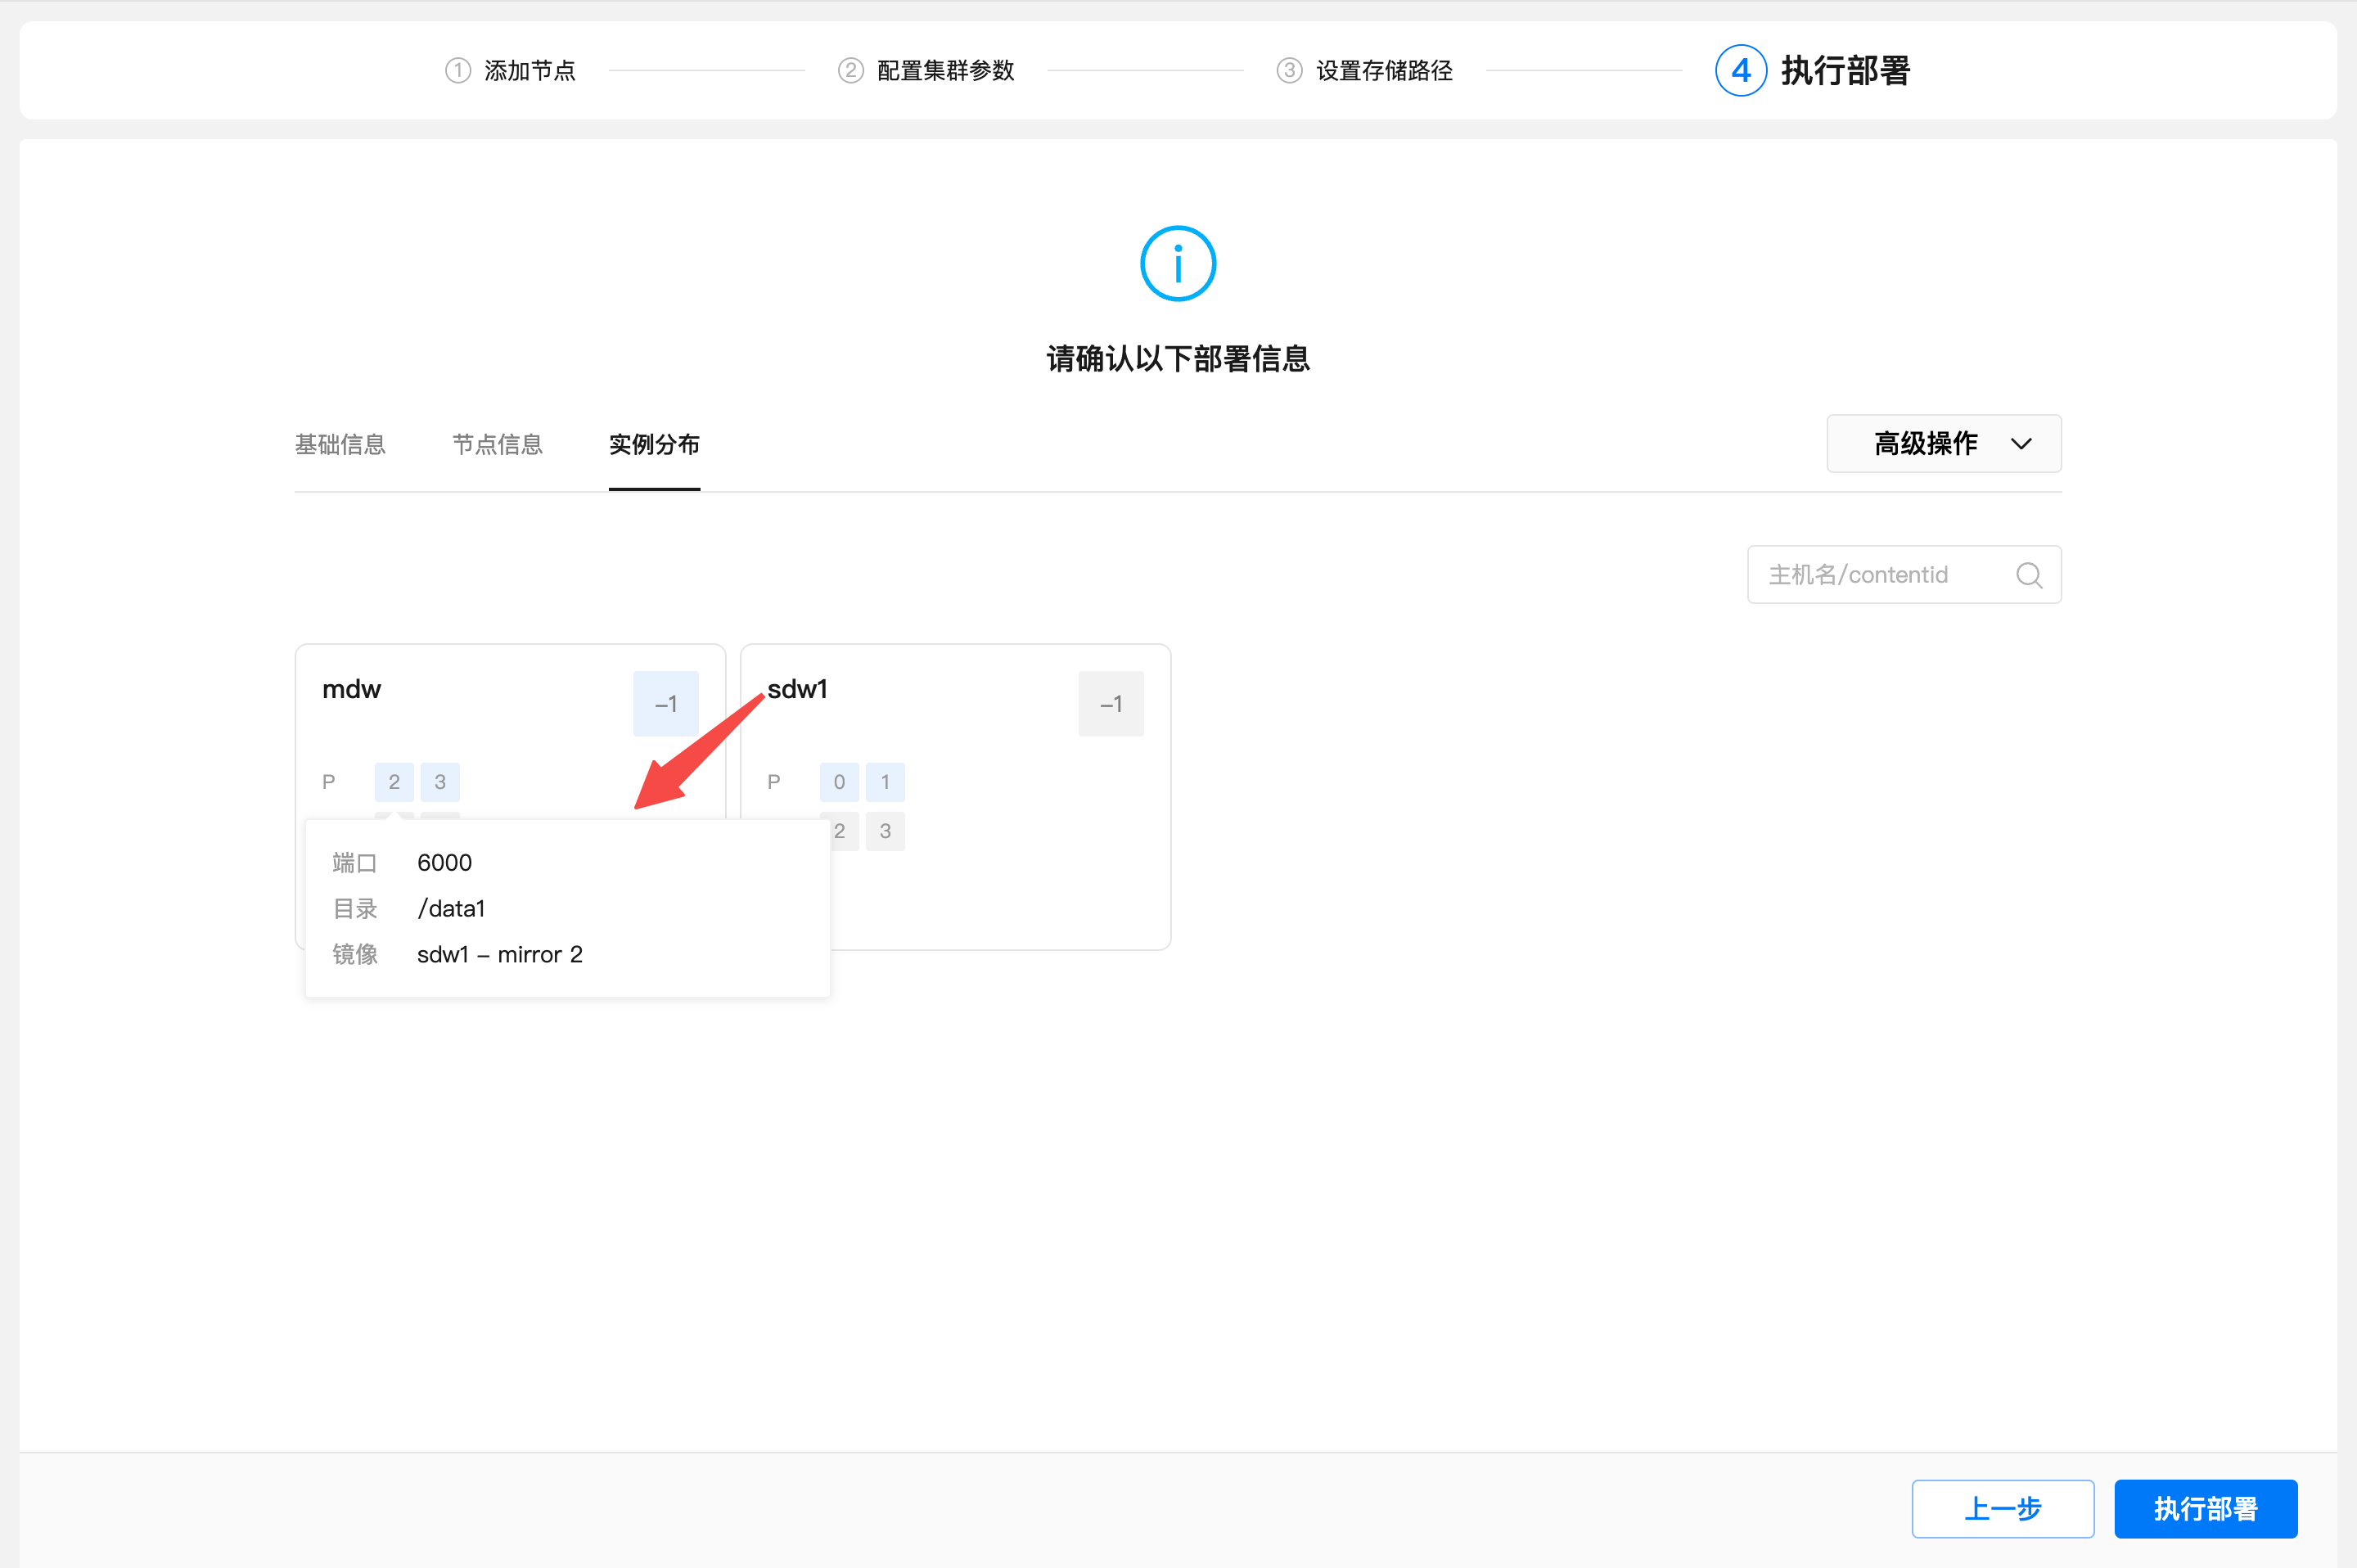 1 添加节点
2 配置集群参数
3 设置存储路径
4 执行部署
请确认以下部署信息
基础信息 节点信息 实例分布
高级操作
主机名/contentid
mdw
-1
P 2 3
端口 6000
目录 /data1
镜像 sdw1 - mirror 2
sdw1
-1
P 0 1
2 3
上一步 执行部署